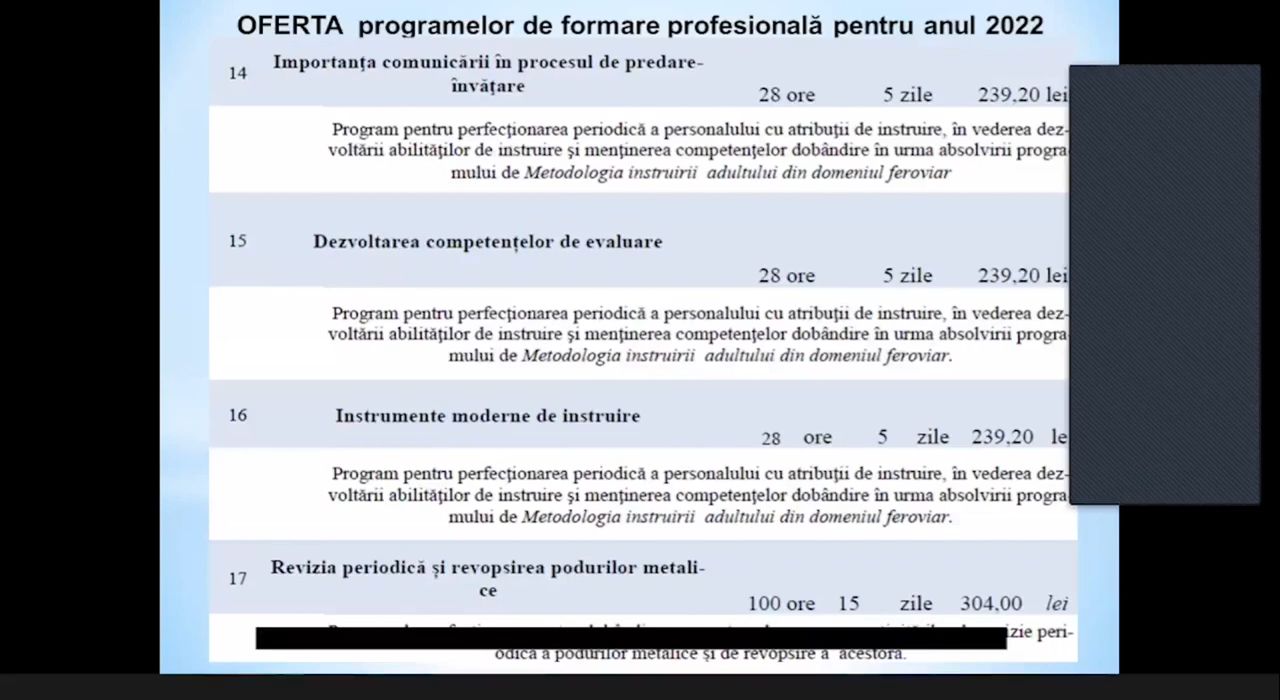 OFERTA programelor de formare profesională pentru anul 2022
14 Importanța comunicării în procesul de predare-
învățare
28 ore 5 zile 239,20 lei
Program pentru perfecționarea periodică a personalului cu atribuții de instruire, în vederea dez-
voltării abilităților de instruire și menținerea competențelor dobândire în urma absolvirii progra
mului de Metodologia instruirii adultului din domeniul feroviar
15 Dezvoltarea competențelor de evaluare
28 ore 5 zile 239,20 lei
Program pentru perfecționarea periodică a personalului cu atribuții de instruire, în vederea dez-
voltării abilităților de instruire și menținerea competențelor dobândire în urma absolvirii progra
mului de Metodologia instruirii adultului din domeniul feroviar.
16 Instrumente moderne de instruire
28 ore 5 zile 239,20 le
Program pentru perfecționarea periodică a personalului cu atribuții de instruire, în vederea dez-
voltării abilităților de instruire și menținerea competențelor dobândire în urma absolvirii progra
mului de Metodologia instruirii adultului din domeniul feroviar.
17 Revizia periodică și revopsirea podurilor metali-
ce
100 ore 15 zile 304,00 lei
izie peri-
odică a podurilor metalice și de revopsire a acestora.